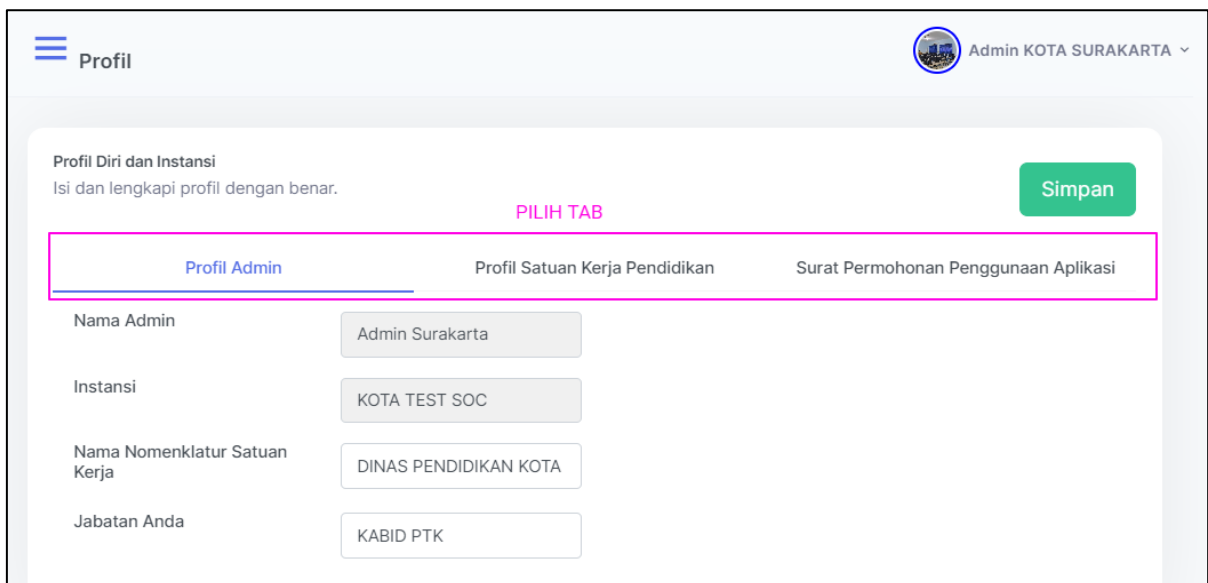 Profil
Admin KOTA SURAKARTA
Profil Diri dan Instansi
Isi dan lengkapi profil dengan benar.
Simpan
PILIH TAB
Profil Admin
Profil Satuan Kerja Pendidikan
Surat Permohonan Penggunaan Aplikasi
Nama Admin
Admin Surakarta
Instansi
KOTA TEST SOC
Nama Nomenklatur Satuan
Kerja
DINAS PENDIDIKAN KOTA
Jabatan Anda
KABID PTK